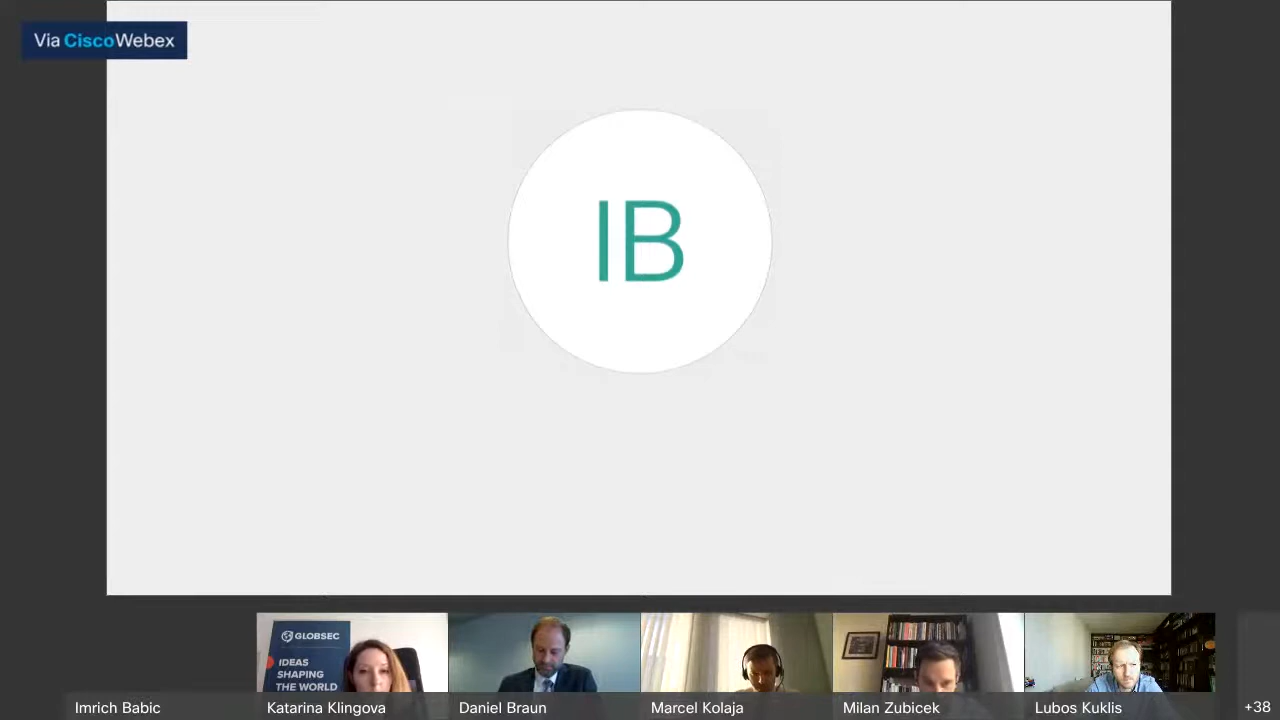 Via CiscoWebex
IB
GLOBSEC
IDEAS
SHAPING
THE WORLD
Imrich Babic
Katarina Klingova
Daniel Braun
Marcel Kolaja
Milan Zubicek
Lubos Kuklis
+38